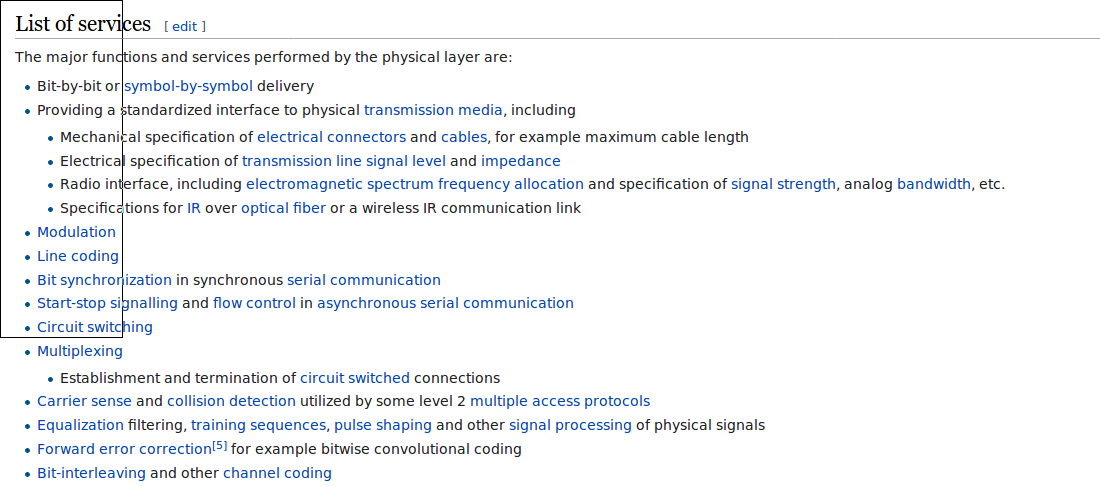 List of services [ edit ]
The major functions and services performed by the physical layer are:
• Bit-by-bit or symbol-by-symbol delivery
• Providing a standardized interface to physical transmission media, including
• Mechanical specification of electrical connectors and cables, for example maximum cable length
• Electrical specification of transmission line signal level and impedance
• Radio interface, including electromagnetic spectrum frequency allocation and specification of signal strength, analog bandwidth, etc.
• Specifications for IR over optical fiber or a wireless IR communication link
• Modulation
• Line coding
• Bit synchronization in synchronous serial communication
• Start-stop signalling and flow control in asynchronous serial communication
• Circuit switching
• Multiplexing
• Establishment and termination of circuit switched connections
• Carrier sense and collision detection utilized by some level 2 multiple access protocols
• Equalization filtering, training sequences, pulse shaping and other signal processing of physical signals
• Forward error correction[5] for example bitwise convolutional coding
• Bit-interleaving and other channel coding